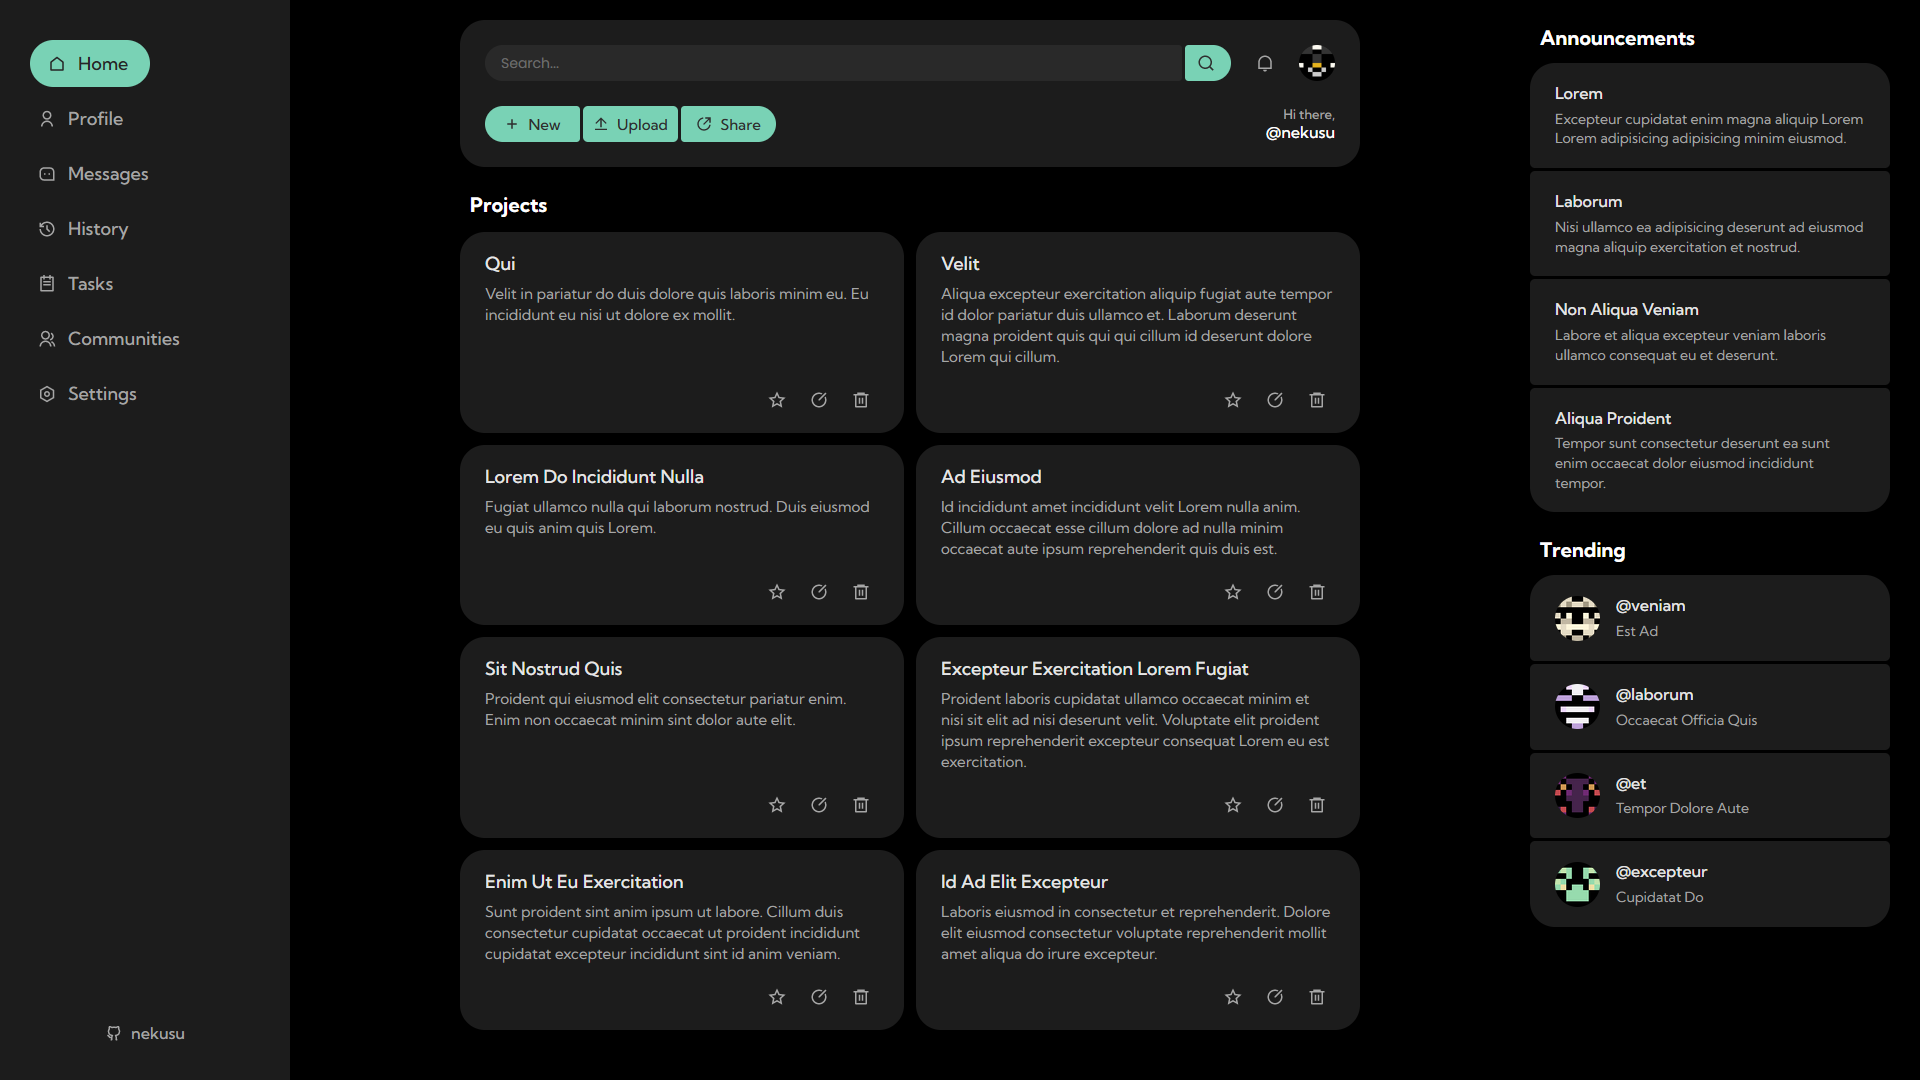 Home
Profile
Messages
History
Tasks
Communities
Settings
nekusu
Search...
New
Upload
Share
Hi there,
@nekusu
Projects
Qui
Velit in pariatur do duis dolore quis laboris minim eu. Eu
incididunt eu nisi ut dolore ex mollit.
Velit
Aliqua excepteur exercitation aliquip fugiat aute tempor
id dolor pariatur duis ullamco et. Laborum deserunt
magna proident quis qui qui cillum id deserunt dolore
Lorem qui cillum.
Lorem Do Incididunt Nulla
Fugiat ullamco nulla qui laborum nostrud. Duis eiusmod
eu quis anim quis Lorem.
Ad Eiusmod
Id incididunt amet incididunt velit Lorem nulla anim.
Cillum occaecat esse cillum dolore ad nulla minim
occaecat aute ipsum reprehenderit quis duis est.
Sit Nostrud Quis
Proident qui eiusmod elit consectetur pariatur enim.
Enim non occaecat minim sint dolor aute elit.
Excepteur Exercitation Lorem Fugiat
Proident laboris cupidatat ullamco occaecat minim et
nisi sit elit ad nisi deserunt velit. Voluptate elit proident
ipsum reprehenderit excepteur consequat Lorem eu est
exercitation.
Enim Ut Eu Exercitation
Sunt proident sint anim ipsum ut labore. Cillum duis
consectetur cupidatat occaecat ut proident incididunt
cupidatat excepteur incididunt sint id anim veniam.
Id Ad Elit Excepteur
Laboris eiusmod in consectetur et reprehenderit. Dolore
elit eiusmod consectetur voluptate reprehenderit mollit
amet aliqua do irure excepteur.
Announcements
Lorem
Excepteur cupidatat enim magna aliquip Lorem
Lorem adipisicing adipisicing minim eiusmod.
Laborum
Nisi ullamco ea adipisicing deserunt ad eiusmod
magna aliquip exercitation et nostrud.
Non Aliqua Veniam
Labore et aliqua excepteur veniam laboris
ullamco consequat eu et deserunt.
Aliqua Proident
Tempor sunt consectetur deserunt ea sunt
enim occaecat dolor eiusmod incididunt
tempor.
Trending
@veniam
Est Ad
@laborum
Occaecat Officia Quis
@et
Tempor Dolore Aute
@excepteur
Cupidatat Do